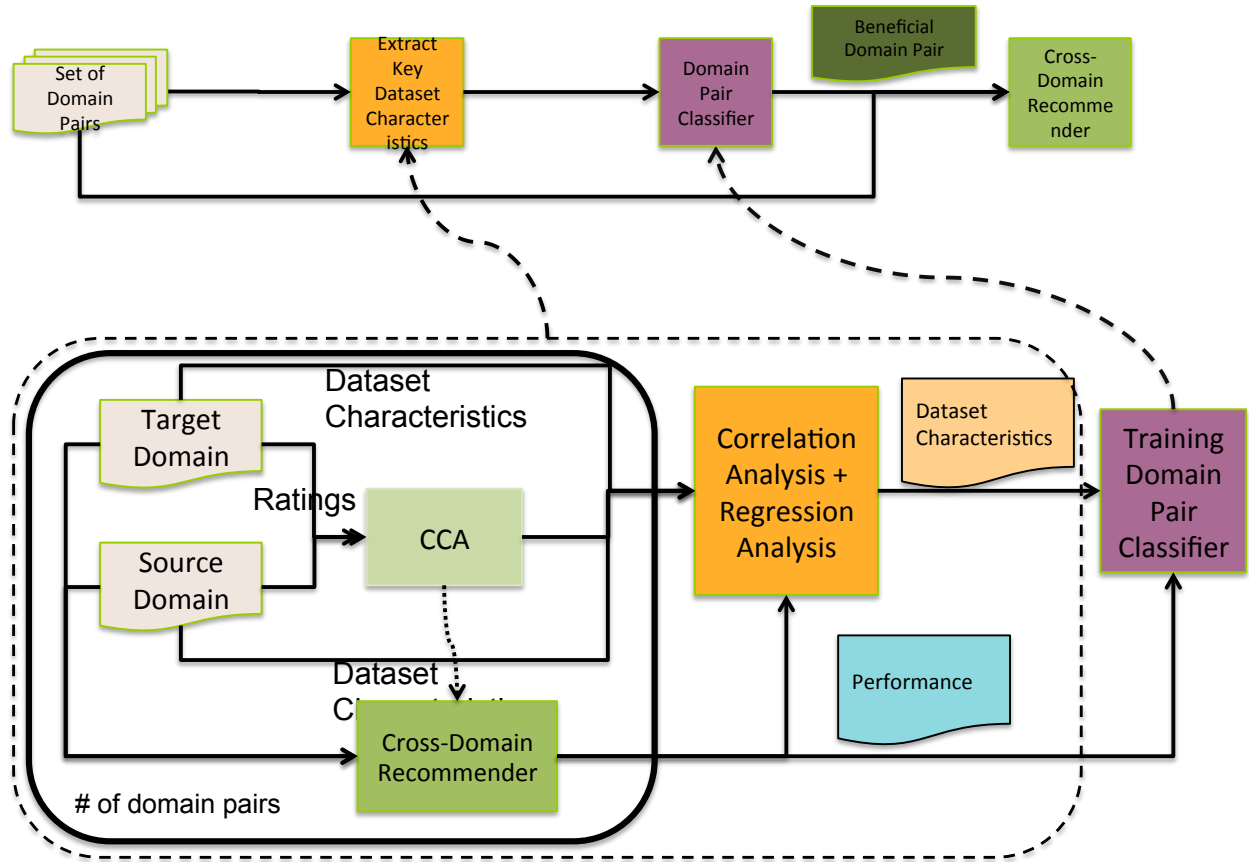 Set of
Domain
Pairs
Extract
Key
Dataset
Character
istics
Domain
Pair
Classifier
Beneficial
Domain Pair
Cross-
Domain
Recomme
nder
Dataset
Characteristics
Target
Domain
Ratings
CCA
Source
Domain
Dataset
Cross-Domain
Recommender
# of domain pairs
Correlation
Analysis +
Regression
Analysis
Dataset
Characteristics
Performance
Training
Domain
Pair
Classifier